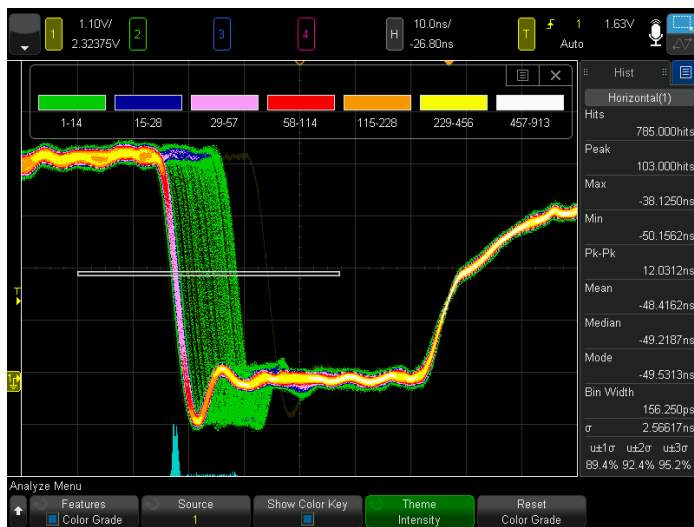 1 1.10V/ 2 3 4 H 10.0ns/ T 1 1.63V
2.32375V -26.80ns Auto
Hist
1-14 15-28 29-57 58-114 115-228 229-456 457-913
Horizontal(1)
Hits
785.000hits
Peak
103.000hits
Max
-38.1250ns
Min
-50.1562ns
Pk-Pk
12.0312ns
Mean
-48.4162ns
Median
-49.2187ns
Mode
-49.5313ns
Bin Width
156.250ps
σ 2.56617ns
u±1σ u±2σ u±3σ
89.4% 92.4% 95.2%
T
1
Analyze Menu
Features Source Show Color Key Theme Reset
Color Grade 1 Intensity Color Grade